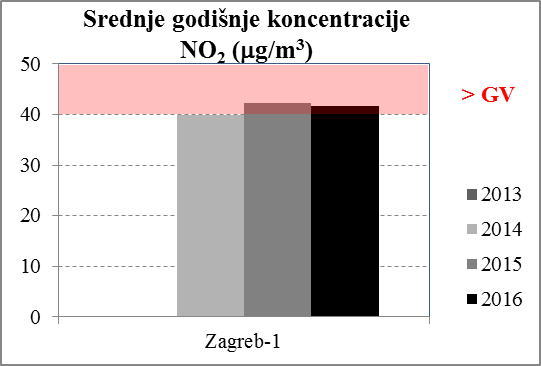 Srednje godišnje koncentracije
NO₂ (µg/m³)
50
40
30
20
10
0
Zagreb-1
> GV
2013
2014
2015
2016